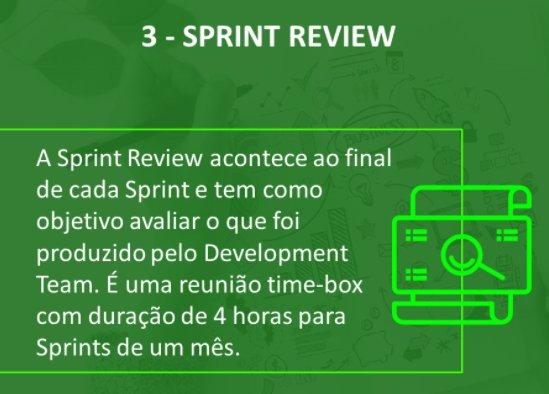 3 - SPRINT REVIEW
A Sprint Review acontece ao final
de cada Sprint e tem como
objetivo avaliar o que foi
produzido pelo Development
Team. É uma reunião time-box
com duração de 4 horas para
Sprints de um mês.